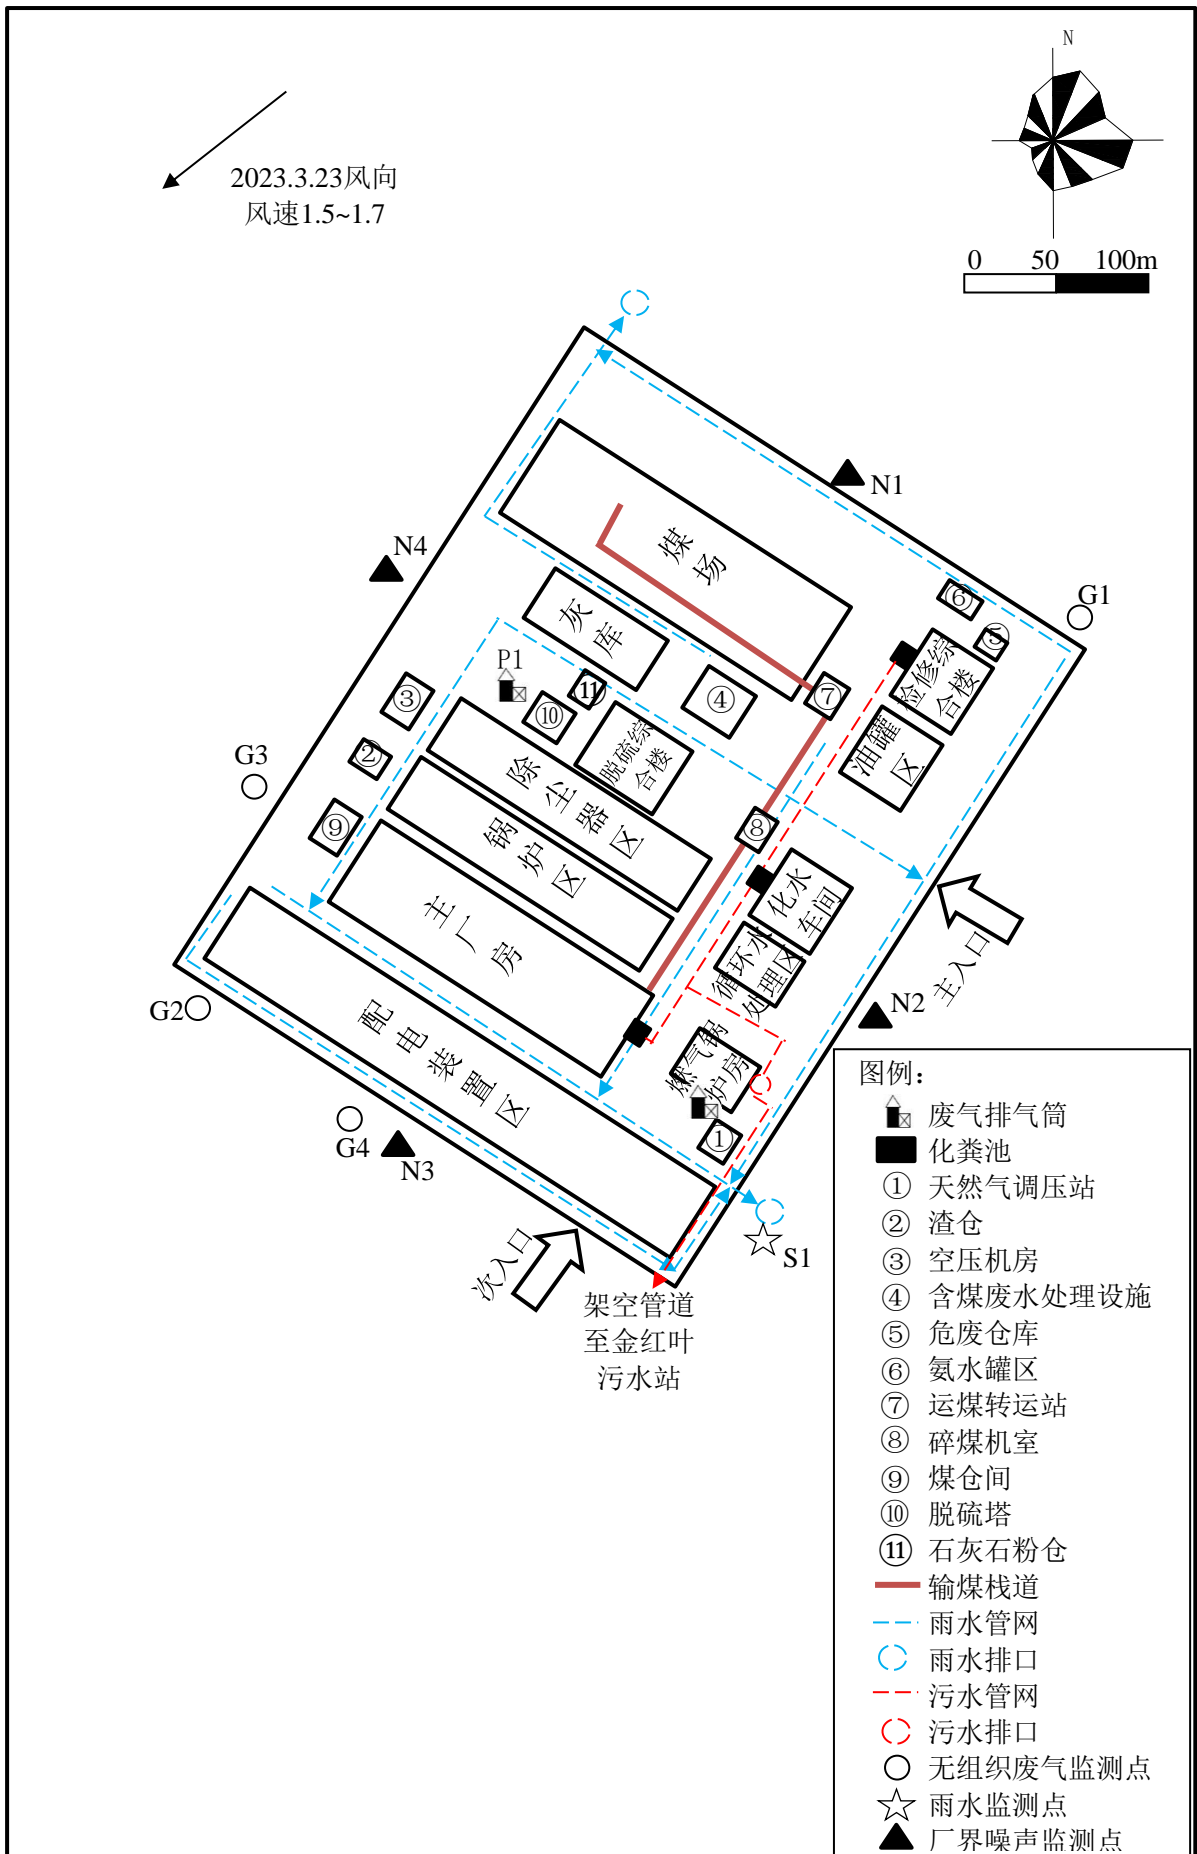 N
2023.3.23风向
风速1.5~1.7
0 50 100m
N1
煤场
N4
G1
⑥
⑤
灰库
检修综
合楼
P1
⑪
④
⑦
③
⑩
油罐
区
脱硫综
合楼
②
G3
除尘器区
⑨
⑧
锅炉区
化水
车间
主厂房
循环水
处理区
主入口
G2
N2
配电装置区
燃气锅
炉房
①
G4
N3
S1
次入口
架空管道
至金红叶
污水站
图例：
废气排气筒
化粪池
① 天然气调压站
② 渣仓
③ 空压机房
④ 含煤废水处理设施
⑤ 危废仓库
⑥ 氨水罐区
⑦ 运煤转运站
⑧ 碎煤机室
⑨ 煤仓间
⑩ 脱硫塔
⑪ 石灰石粉仓
输煤栈道
雨水管网
雨水排口
污水管网
污水排口
无组织废气监测点
雨水监测点
厂界噪声监测点